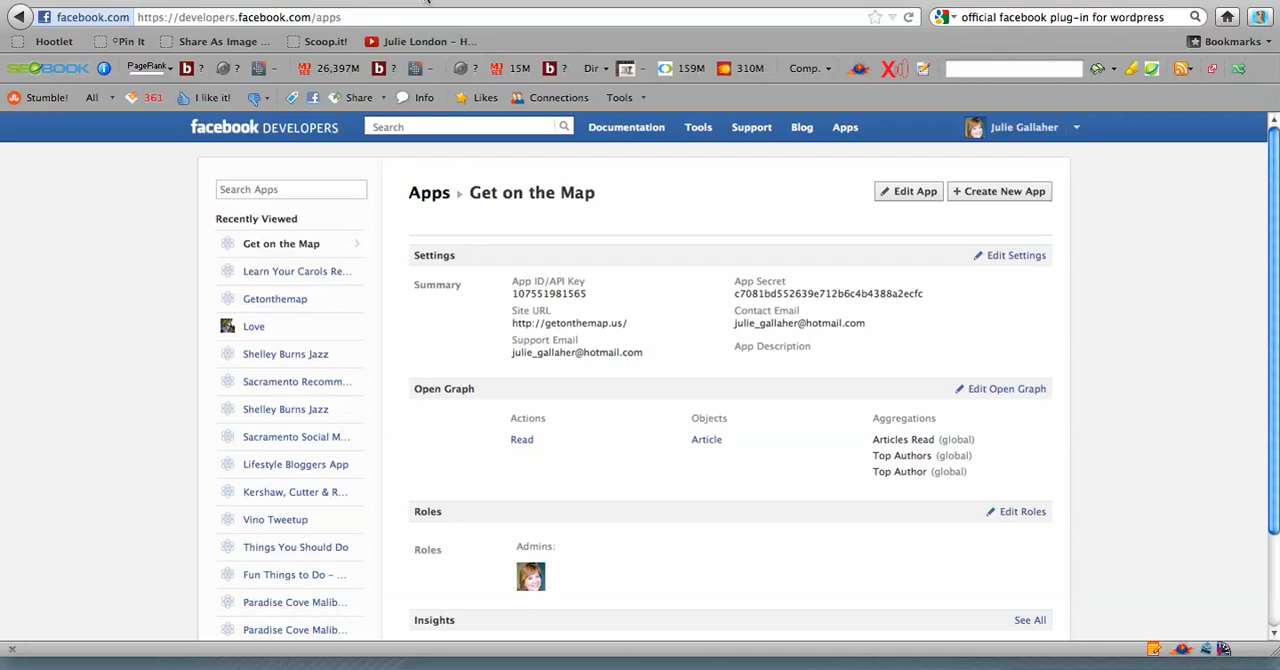 facebook.com https://developers.facebook.com/apps official facebook plug-in for wordpress
Hootlet Pin It Share As Image ... Scoop.it! Julie London – H... Bookmarks
SEOBOOK PageRank b ? ? - 26,397M b ? - ? 15M b ? Dir 159M 310M Comp.
Stumble! All 361 I like it! Share Info Likes Connections Tools
facebook DEVELOPERS Search Documentation Tools Support Blog Apps Julie Gallaher
Search Apps
Recently Viewed
Get on the Map
Learn Your Carols Re...
Getonthemap
Love
Shelley Burns Jazz
Sacramento Recomm...
Shelley Burns Jazz
Sacramento Social M...
Lifestyle Bloggers App
Kershaw, Cutter & R...
Vino Tweetup
Things You Should Do
Fun Things to Do – ...
Paradise Cove Malib...
Paradise Cove Malib...
Apps ▸ Get on the Map
Edit App + Create New App
Settings Edit Settings
Summary
App ID/API Key
107551981565
Site URL
http://getonthemap.us/
Support Email
julie_gallaher@hotmail.com
App Secret
c7081bd552639e712b6c4b4388a2ecfc
Contact Email
julie_gallaher@hotmail.com
App Description
Open Graph Edit Open Graph
Actions Objects Aggregations
Read Article Articles Read (global)
Top Authors (global)
Top Author (global)
Roles Edit Roles
Roles Admins:
Insights See All